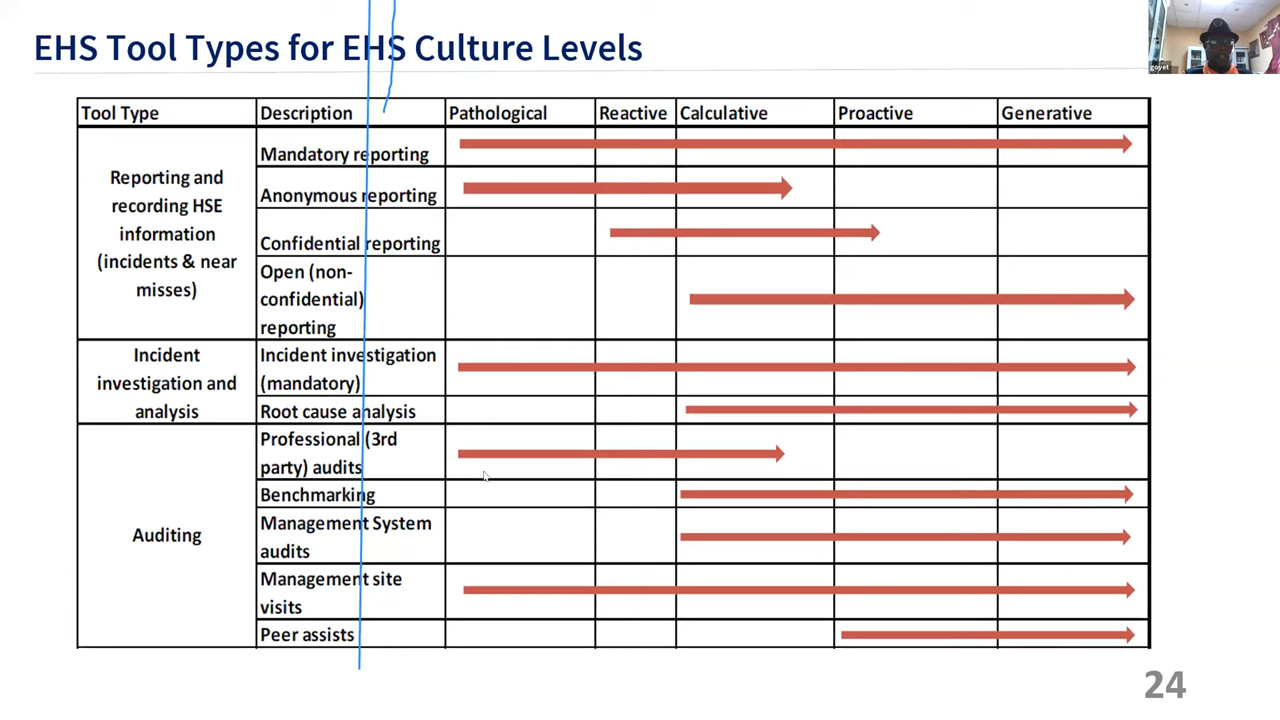 EHS Tool Types for EHS Culture Levels
goyet
Tool Type Description Pathological Reactive Calculative Proactive Generative
Reporting and
recording HSE
information
(incidents & near
misses)
Mandatory reporting
Anonymous reporting
Confidential reporting
Open (non-
confidential)
reporting
Incident
investigation and
analysis
Incident investigation
(mandatory)
Root cause analysis
Auditing
Professional (3rd
party) audits
Benchmarking
Management System
audits
Management site
visits
Peer assists
24